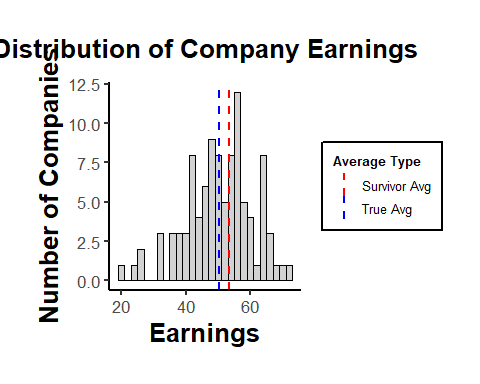 Distribution of Company Earnings
Number of Companies
12.5
10.0
7.5
5.0
2.5
0.0
20 40 60
Earnings
Average Type
Survivor Avg
True Avg